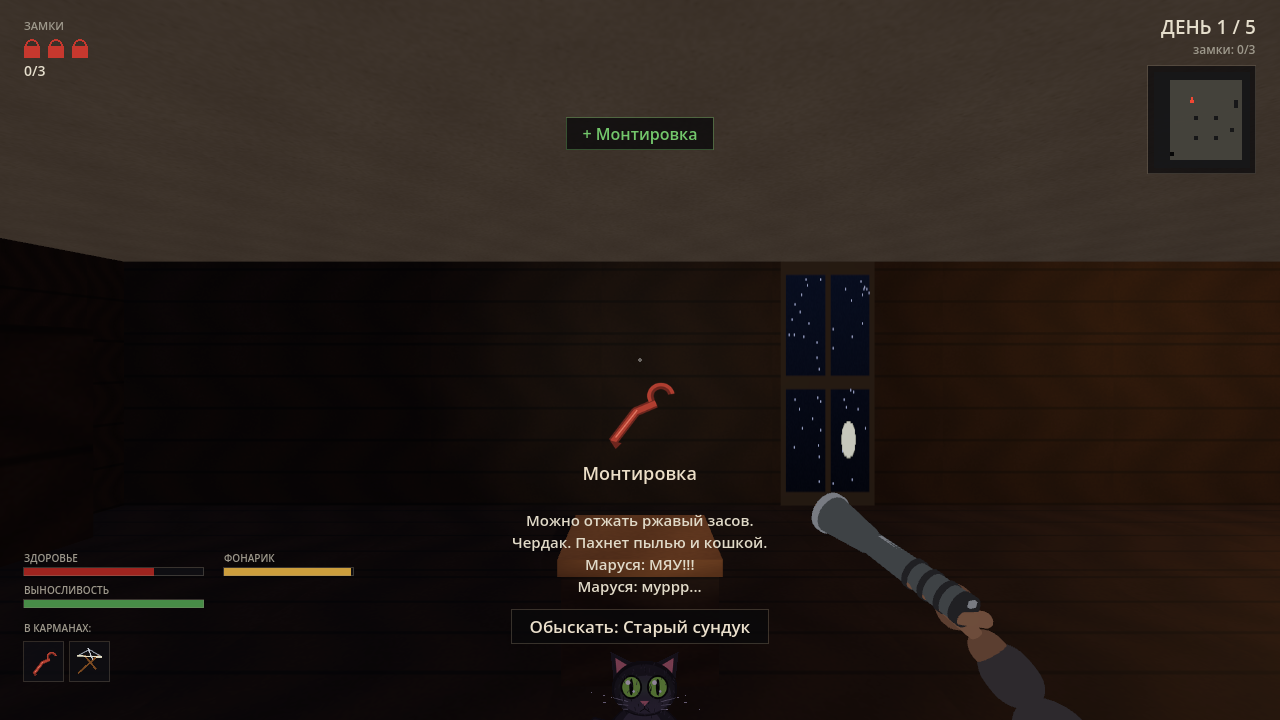 ЗАМКИ
0/3
ДЕНЬ 1 / 5
замки: 0/3
+ Монтировка
Монтировка
Можно отжать ржавый засов.
Чердак. Пахнет пылью и кошкой.
Маруся: МЯУ!!!
Маруся: муррр...
Обыскать: Старый сундук
ЗДОРОВЬЕ
ФОНАРИК
ВЫНОСЛИВОСТЬ
В КАРМАНАХ: